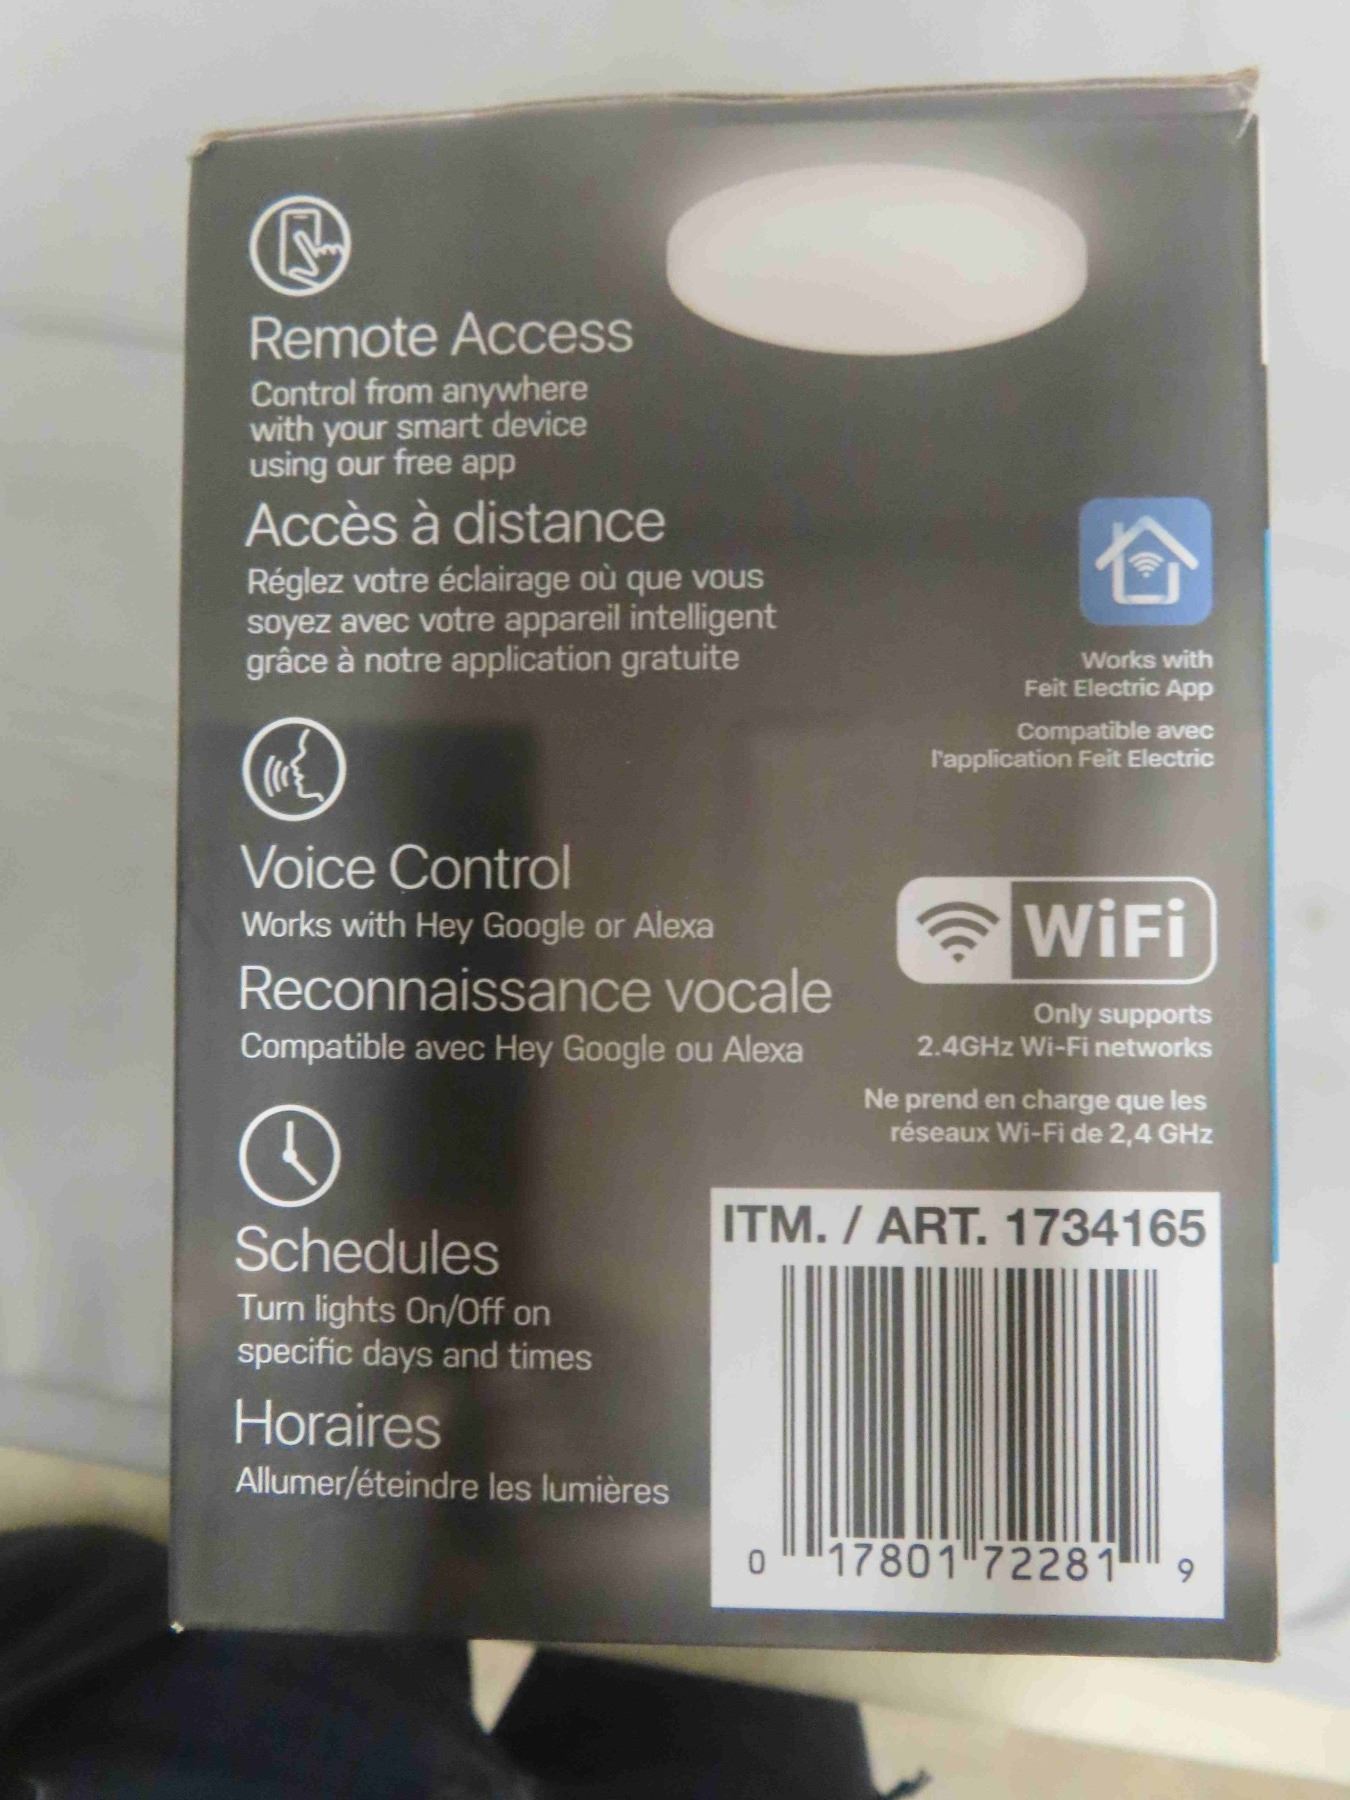 Remote Access
Control from anywhere
with your smart device
using our free app
Accès à distance
Réglez votre éclairage où que vous
soyez avec votre appareil intelligent
grâce à notre application gratuite
Works with
Feit Electric App
Compatible avec
l'application Feit Electric
Voice Control
Works with Hey Google or Alexa
Reconnaissance vocale
Compatible avec Hey Google ou Alexa
WiFi
Only supports
2.4GHz Wi-Fi networks
Ne prend en charge que les
réseaux Wi-Fi de 2,4 GHz
Schedules
Turn lights On/Off on
specific days and times
Horaires
Allumer/éteindre les lumières
ITM. / ART. 1734165
0 17801 72281 9